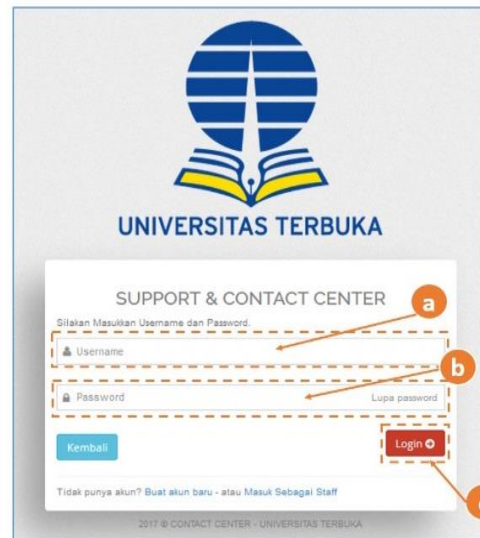 UNIVERSITAS TERBUKA
SUPPORT & CONTACT CENTER
a
Silakan Masukkan Username dan Password.
Username
b
Password Lupa password
Kembali Login
Tidak punya akun? Buat akun baru - atau Masuk Sebagai Staff
2017 © CONTACT CENTER - UNIVERSITAS TERBUKA